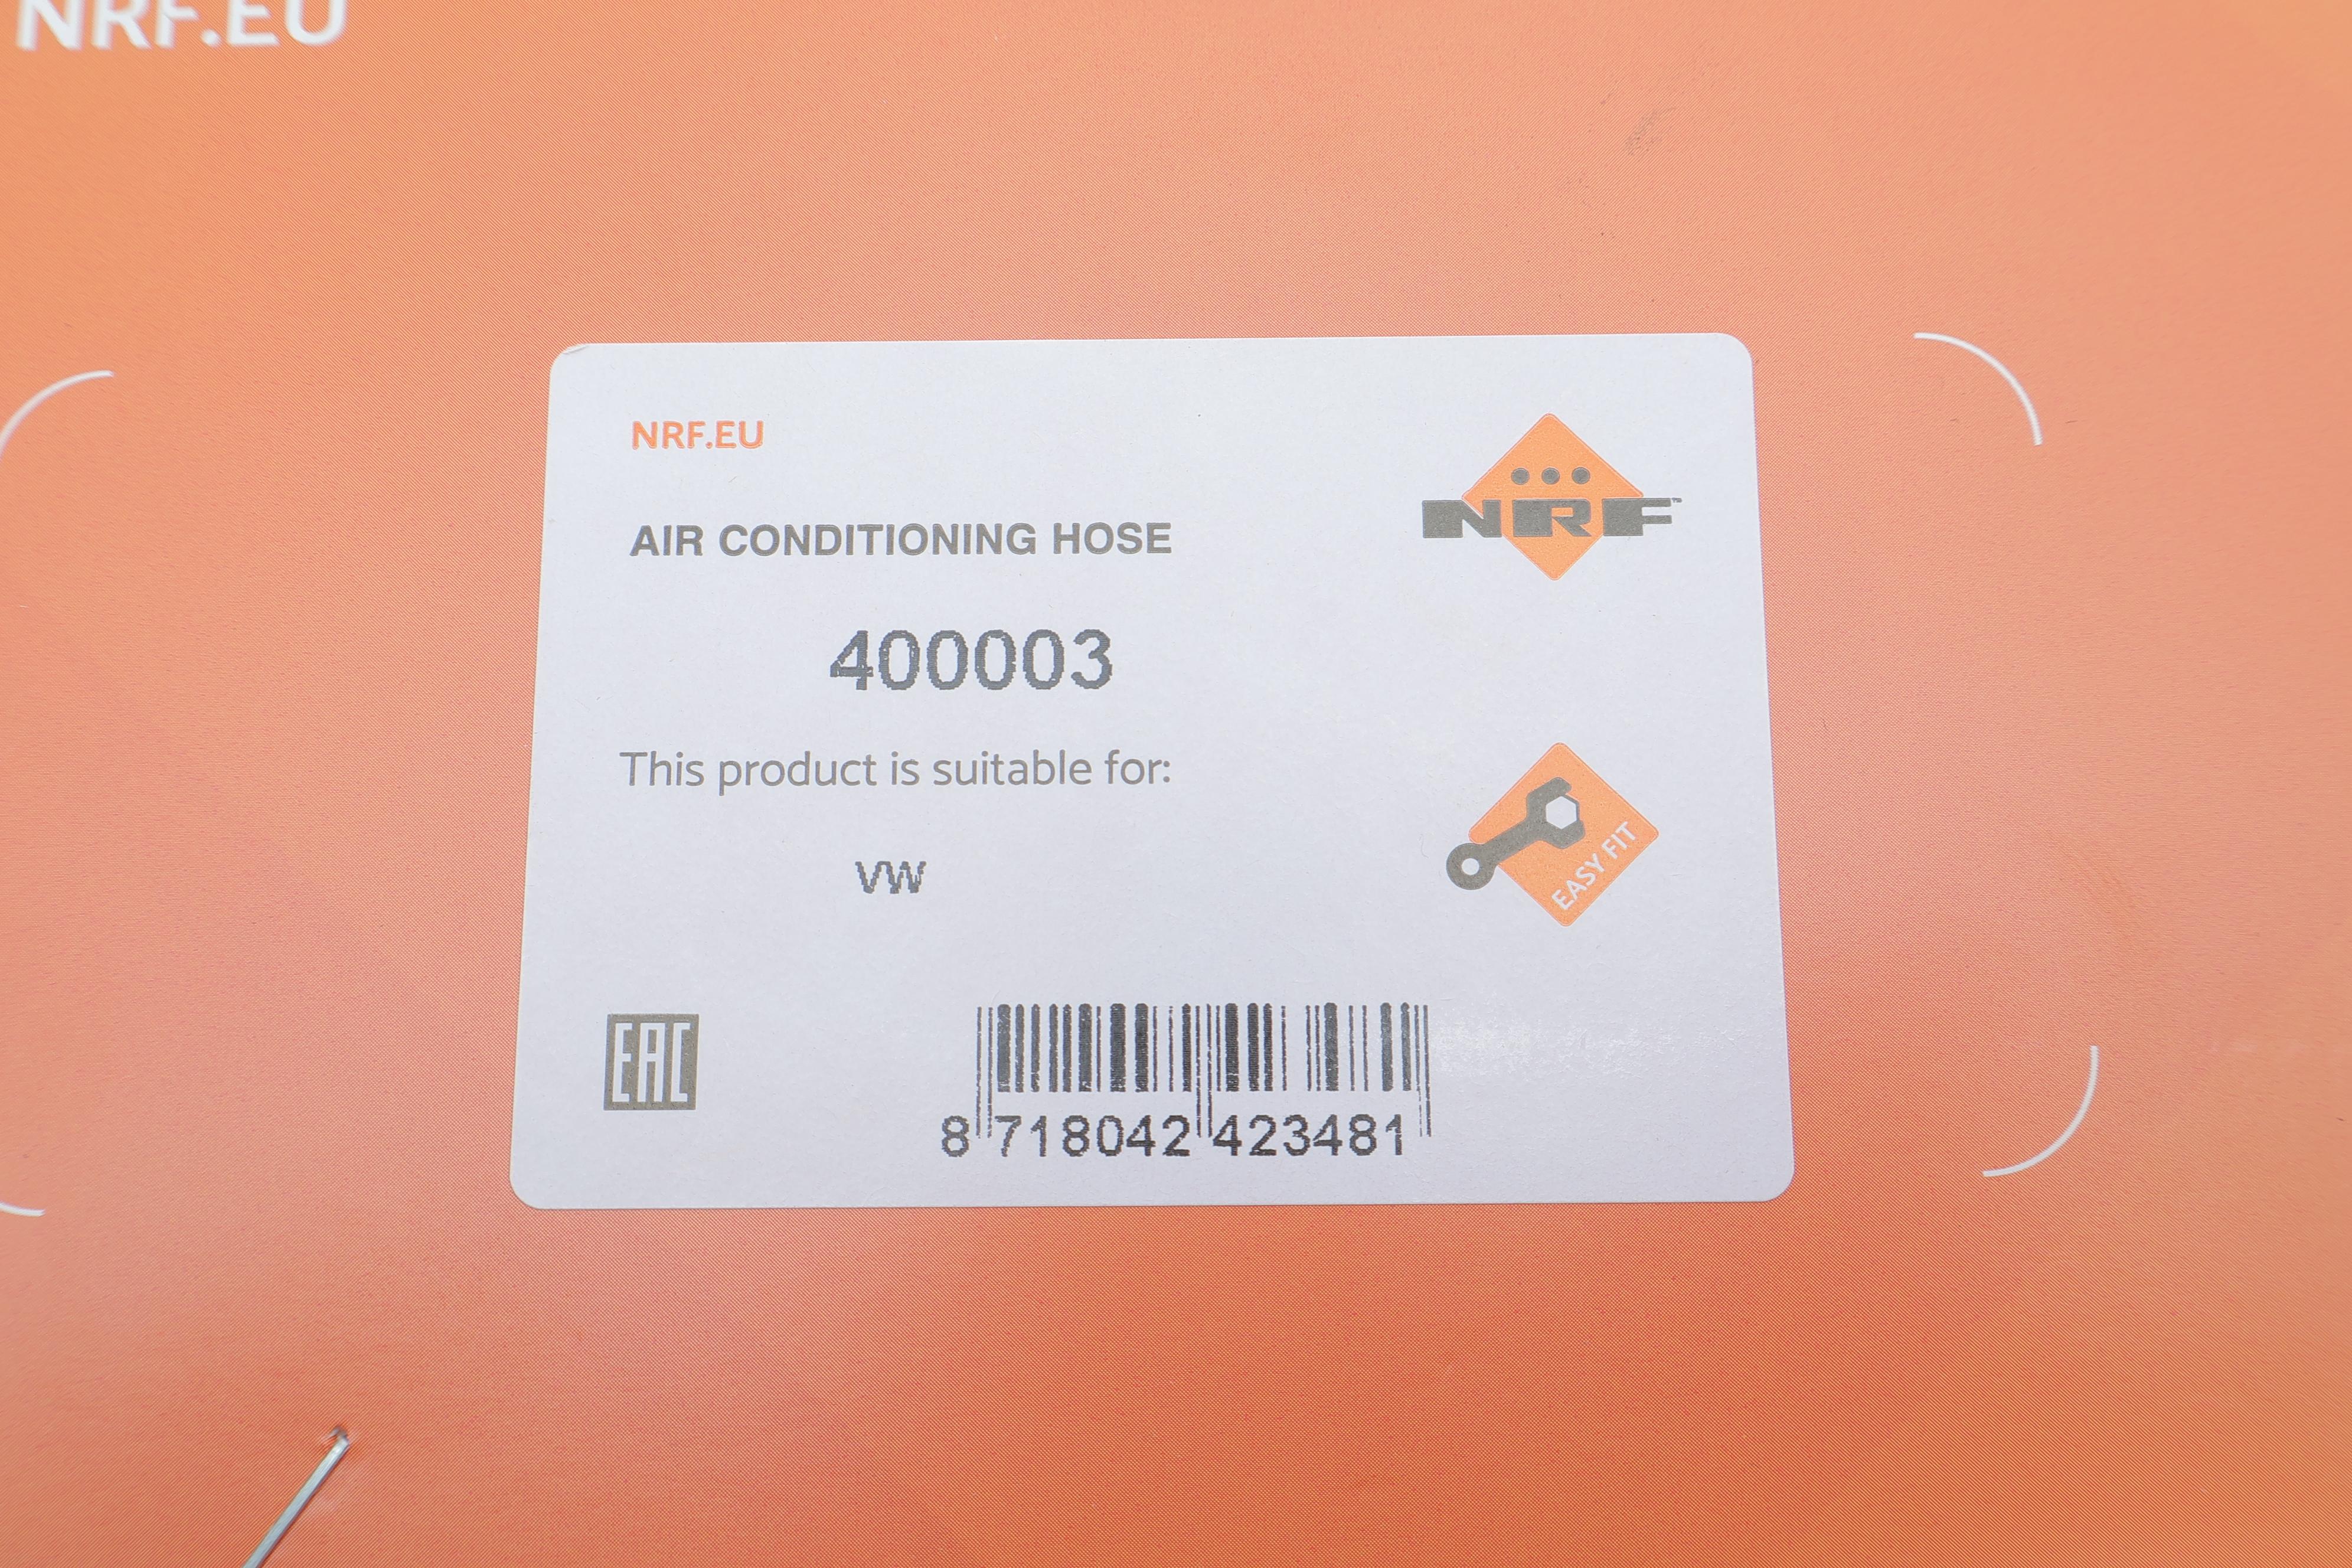 NRF.EU
NRF.EU
NRF™
AIR CONDITIONING HOSE
400003
This product is suitable for:
VW
EASY FIT
EAC
8 718042 423481